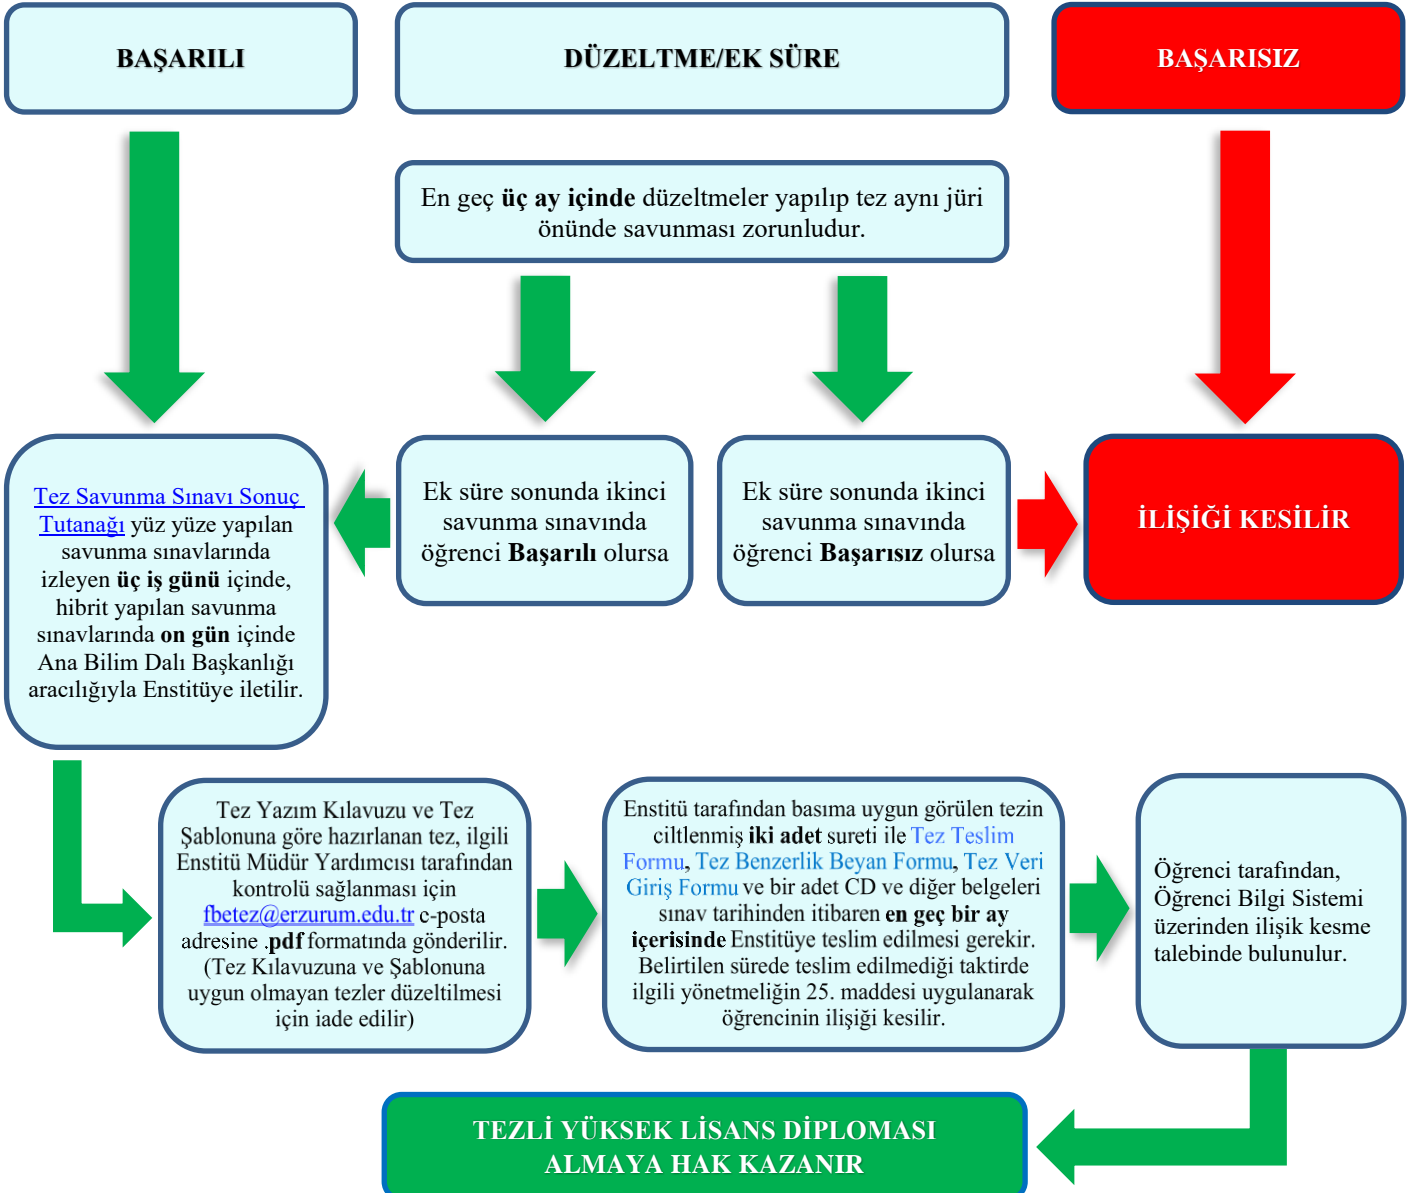 BAŞARILI
DÜZELTME/EK SÜRE
BAŞARISIZ
En geç üç ay içinde düzeltmeler yapılıp tez aynı jüri
önünde savunması zorunludur.
Tez Savunma Sınavı Sonuç
Tutanağı yüz yüze yapılan
savunma sınavlarında
izleyen üç iş günü içinde,
hibrit yapılan savunma
sınavlarında on gün içinde
Ana Bilim Dalı Başkanlığı
aracılığıyla Enstitüye iletilir.
Ek süre sonunda ikinci
savunma sınavında
öğrenci Başarılı olursa
Ek süre sonunda ikinci
savunma sınavında
öğrenci Başarısız olursa
İLİŞİĞİ KESİLİR
Tez Yazım Kılavuzu ve Tez
Şablonuna göre hazırlanan tez, ilgili
Enstitü Müdür Yardımcısı tarafından
kontrolü sağlanması için
fbetez@erzurum.edu.tr e-posta
adresine .pdf formatında gönderilir.
(Tez Kılavuzuna ve Şablonuna
uygun olmayan tezler düzeltilmesi
için iade edilir)
Enstitü tarafından basıma uygun görülen tezin
ciltlenmiş iki adet sureti ile Tez Teslim
Formu, Tez Benzerlik Beyan Formu, Tez Veri
Giriş Formu ve bir adet CD ve diğer belgeleri
sınav tarihinden itibaren en geç bir ay
içerisinde Enstitüye teslim edilmesi gerekir.
Belirtilen sürede teslim edilmediği taktirde
ilgili yönetmeliğin 25. maddesi uygulanarak
öğrencinin ilişiği kesilir.
Öğrenci tarafından,
Öğrenci Bilgi Sistemi
üzerinden ilişik kesme
talebinde bulunulur.
TEZLİ YÜKSEK LİSANS DİPLOMASI
ALMAYA HAK KAZANIR